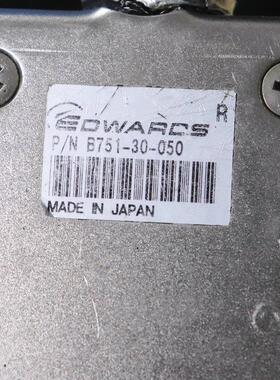 EDWARDS
R
P/N B751-30-050
MADE IN JAPAN